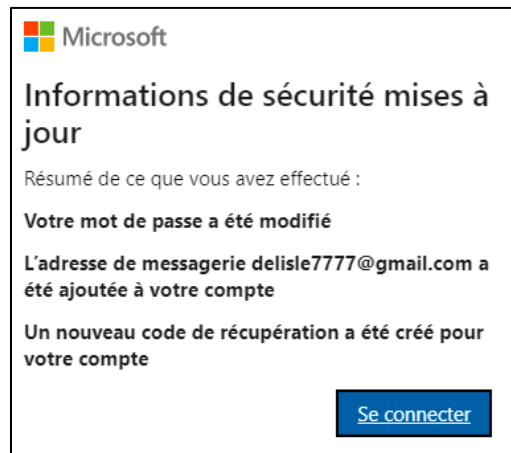 Microsoft
Informations de sécurité mises à
jour
Résumé de ce que vous avez effectué :
Votre mot de passe a été modifié
L'adresse de messagerie delisle7777@gmail.com a
été ajoutée à votre compte
Un nouveau code de récupération a été créé pour
votre compte
Se connecter